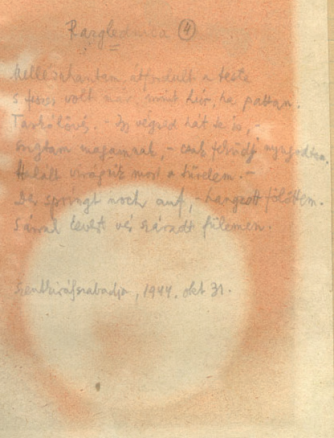 Razglednica (4)
Mellézuhantam, átfordult a teste
s feszes volt már, mint húr, ha pattan.
Tarkólövés. - Így végzed hát te is, -
súgtam magamnak, - csak feküdj nyugodtan.
Halált virágzik most a türelem. -
Der springt noch auf, - hangzott fölöttem.
Sárral kevert vér száradt fülemen.
Szentkirályszabadja, 1944. okt 31.